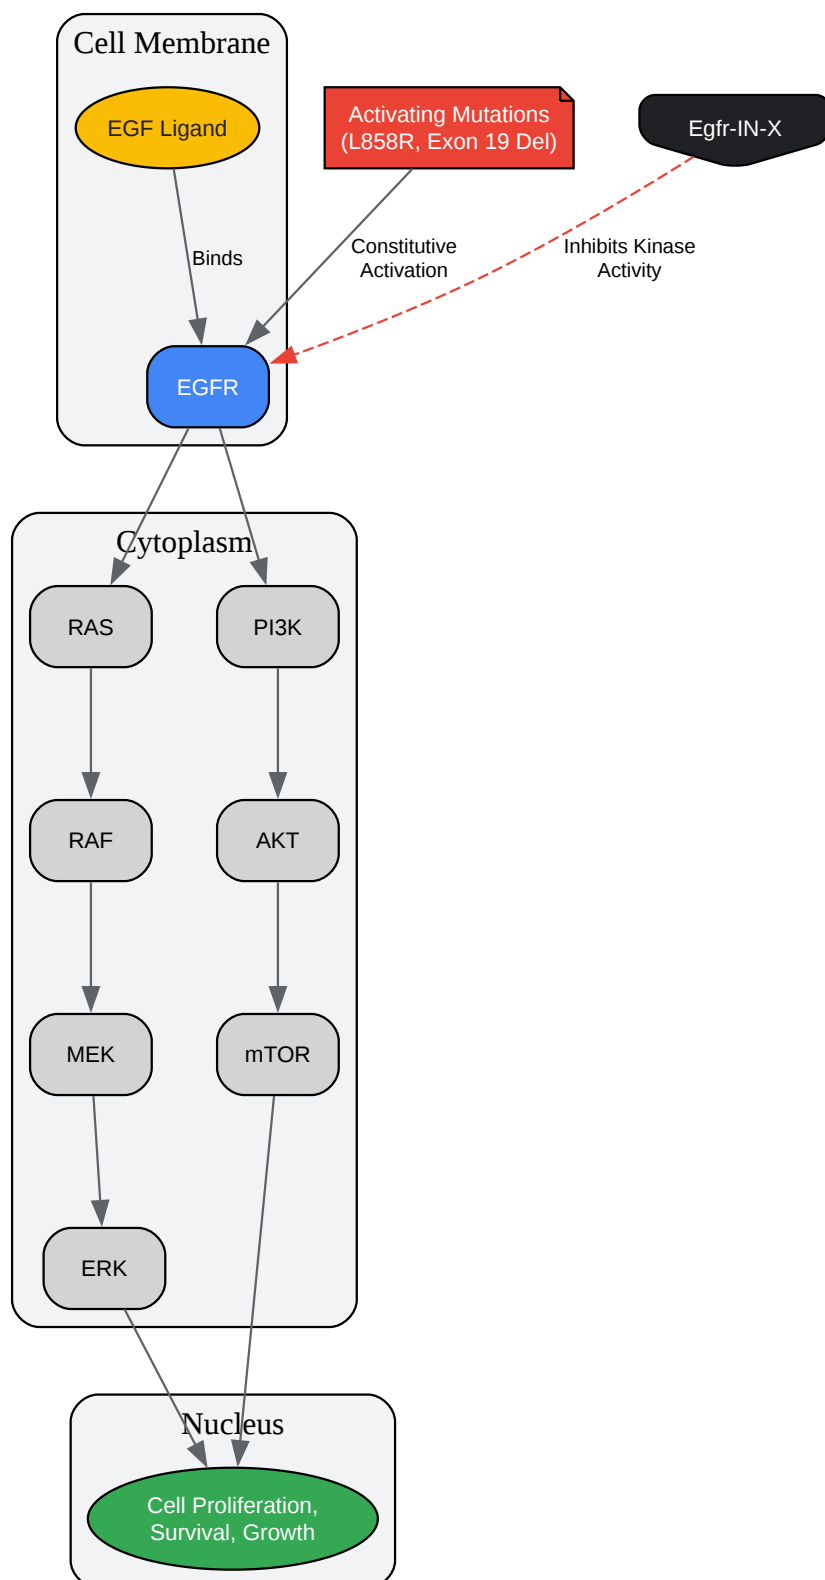 Cell Membrane
EGF Ligand
Activating Mutations
(L858R, Exon 19 Del)
Egfr-IN-X
Binds
Constitutive
Activation
Inhibits Kinase
Activity
EGFR
Cytoplasm
RAS
PI3K
RAF
AKT
MEK
mTOR
ERK
Nucleus
Cell Proliferation,
Survival, Growth